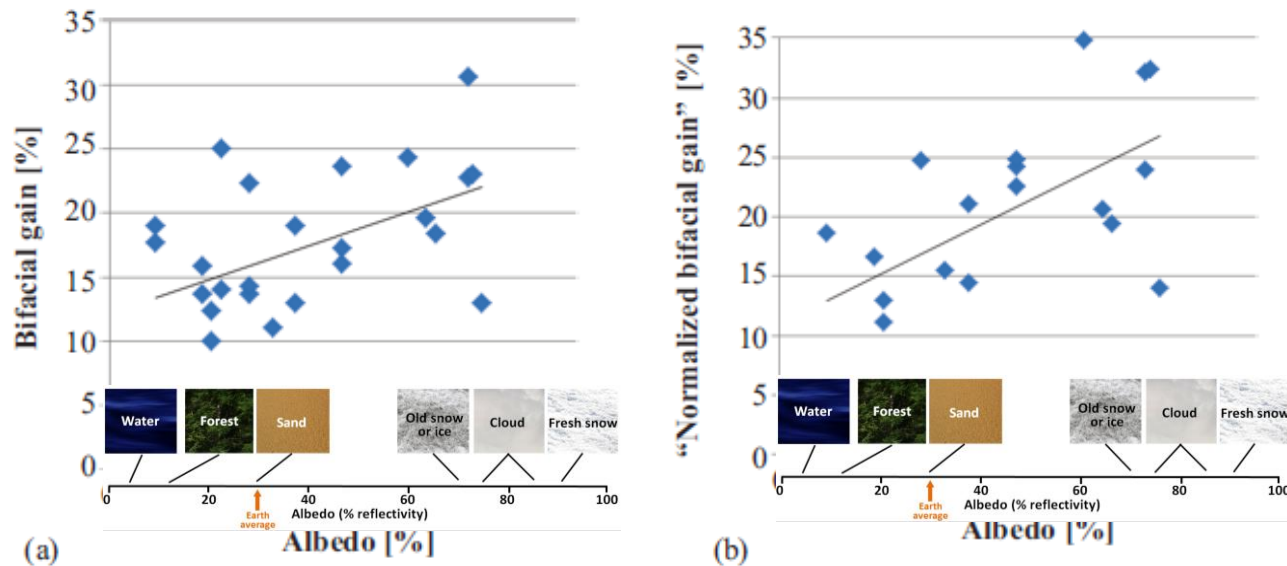 Bifacial gain [%]
35
30
25
20
15
10
5
0
Water
Forest
Sand
Old snow
or ice
Cloud
Fresh snow
20
40
60
80
100
Earth
average
Albedo (% reflectivity)
(a)
Albedo [%]
“Normalized bifacial gain” [%]
35
30
25
20
15
10
5
0
Water
Forest
Sand
Old snow
or ice
Cloud
Fresh snow
0
20
40
60
80
100
Earth
average
Albedo (% reflectivity)
(b)
Albedo [%]